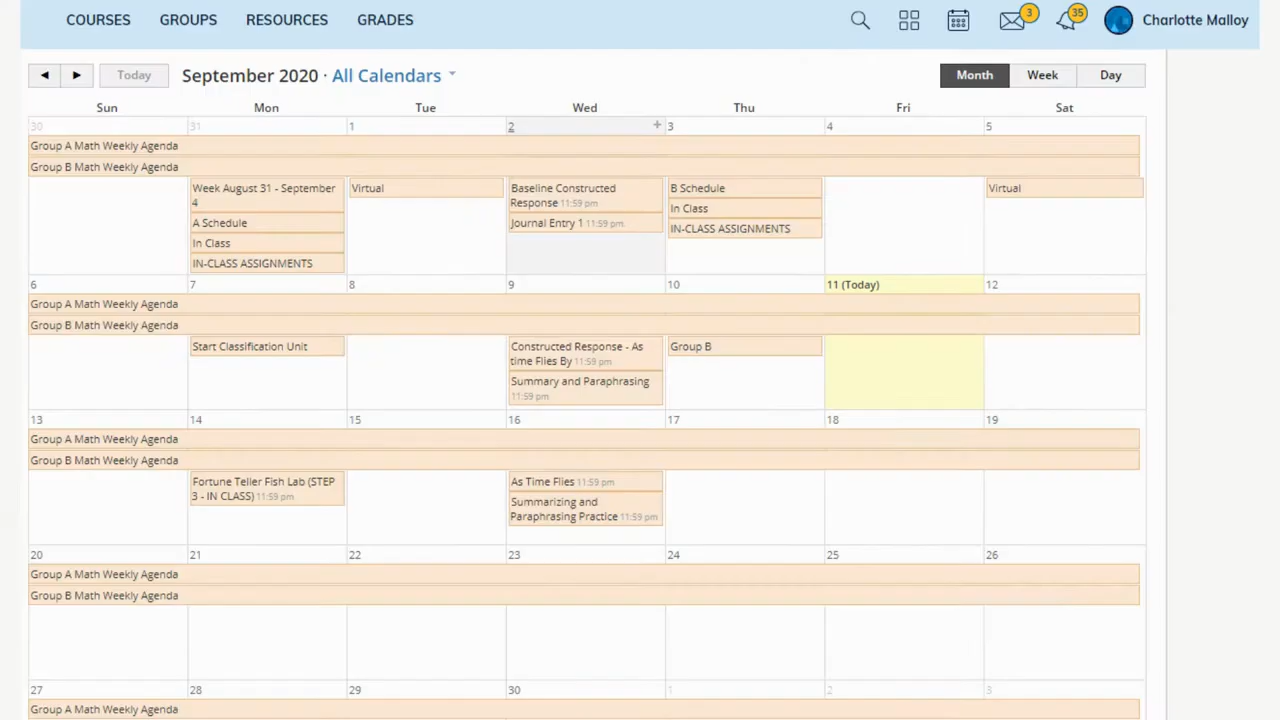 COURSES GROUPS RESOURCES GRADES 3 35 Charlotte Malloy
Today September 2020 · All Calendars Month Week Day
Sun Mon Tue Wed Thu Fri Sat
30 31 1 2 + 3 4 5
Group A Math Weekly Agenda
Group B Math Weekly Agenda
Week August 31 - September
4
A Schedule
In Class
IN-CLASS ASSIGNMENTS
Virtual
Baseline Constructed
Response 11:59 pm
Journal Entry 1 11:59 pm
B Schedule
In Class
IN-CLASS ASSIGNMENTS
Virtual
6 7 8 9 10 11 (Today) 12
Group A Math Weekly Agenda
Group B Math Weekly Agenda
Start Classification Unit
Constructed Response - As
time Flies By 11:59 pm
Summary and Paraphrasing
11:59 pm
Group B
13 14 15 16 17 18 19
Group A Math Weekly Agenda
Group B Math Weekly Agenda
Fortune Teller Fish Lab (STEP
3 - IN CLASS) 11:59 pm
As Time Flies 11:59 pm
Summarizing and
Paraphrasing Practice 11:59 pm
20 21 22 23 24 25 26
Group A Math Weekly Agenda
Group B Math Weekly Agenda
27 28 29 30 1 2 3
Group A Math Weekly Agenda